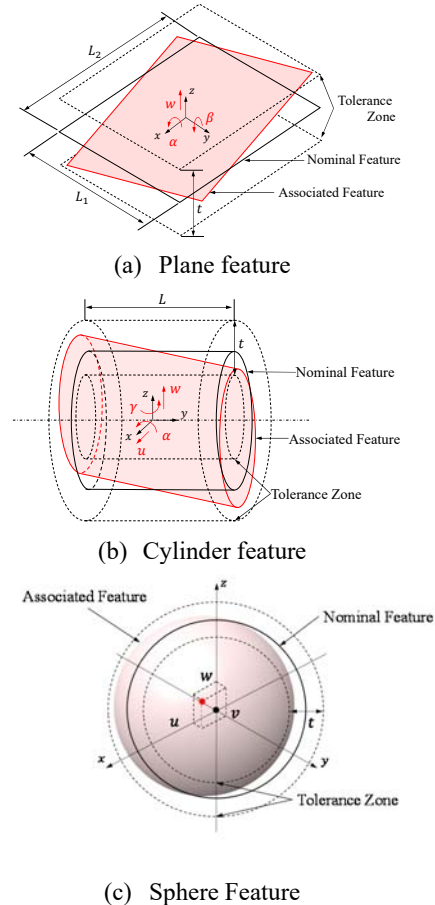 L₂
z
w
β
x
y
α
Tolerance
Zone
Nominal Feature
L₁
t
Associated Feature
(a) Plane feature
L
t
Nominal Feature
z
w
γ
y
x
α
u
Associated Feature
Tolerance Zone
(b) Cylinder feature
z
Associated Feature
Nominal Feature
w
u
v
t
x
y
Tolerance Zone
(c) Sphere Feature